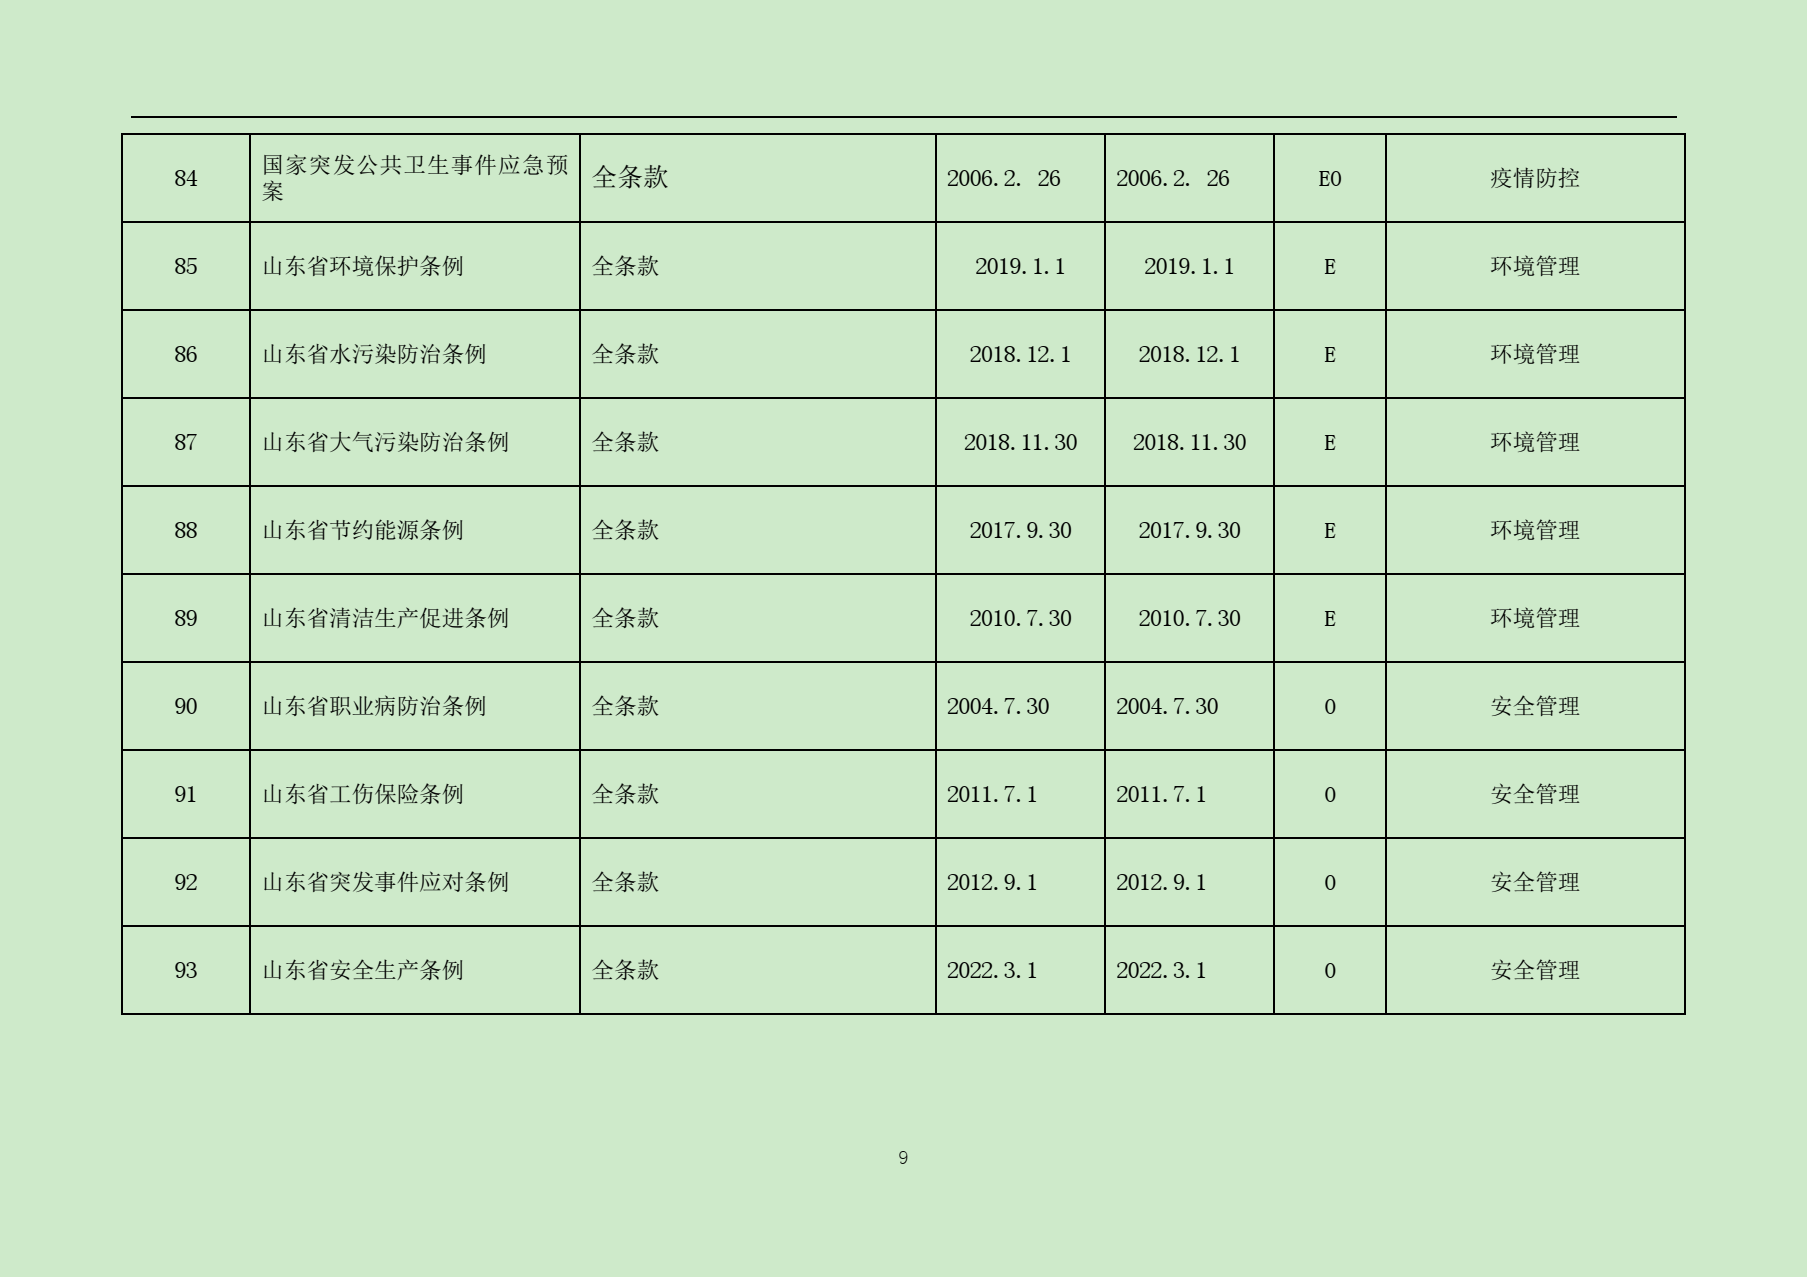 84 国家突发公共卫生事件应急预案 全条款 2006.2. 26 2006.2. 26 EO 疫情防控
85 山东省环境保护条例 全条款 2019.1.1 2019.1.1 E 环境管理
86 山东省水污染防治条例 全条款 2018.12.1 2018.12.1 E 环境管理
87 山东省大气污染防治条例 全条款 2018.11.30 2018.11.30 E 环境管理
88 山东省节约能源条例 全条款 2017.9.30 2017.9.30 E 环境管理
89 山东省清洁生产促进条例 全条款 2010.7.30 2010.7.30 E 环境管理
90 山东省职业病防治条例 全条款 2004.7.30 2004.7.30 O 安全管理
91 山东省工伤保险条例 全条款 2011.7.1 2011.7.1 O 安全管理
92 山东省突发事件应对条例 全条款 2012.9.1 2012.9.1 O 安全管理
93 山东省安全生产条例 全条款 2022.3.1 2022.3.1 O 安全管理
9